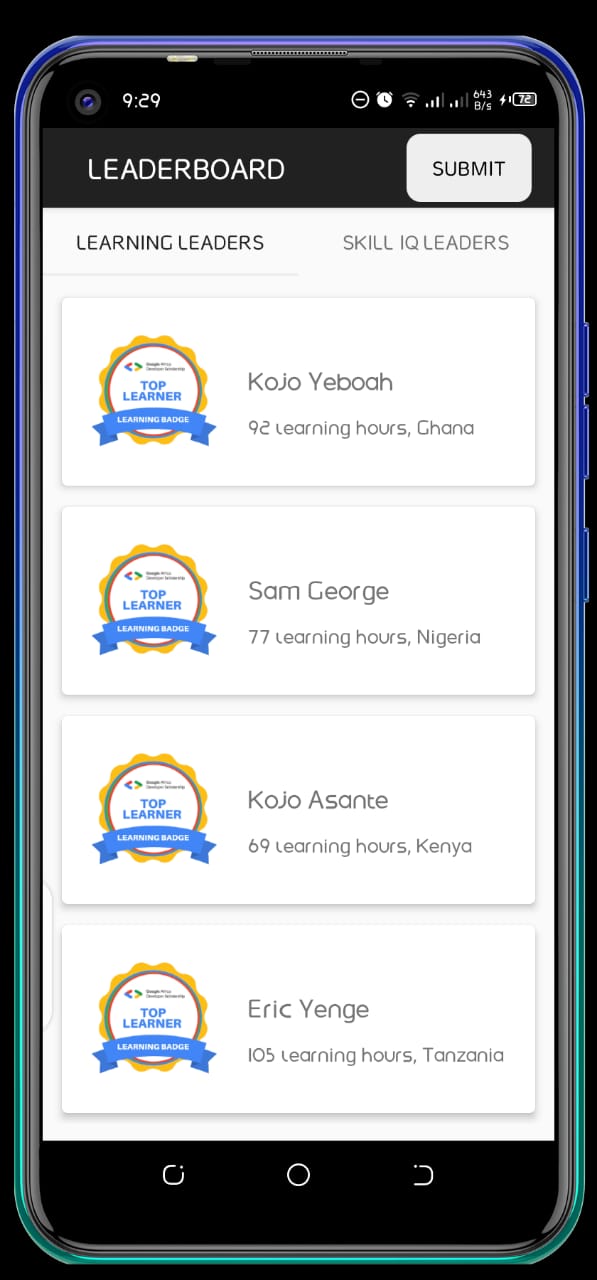 9:29
643
B/s
72
LEADERBOARD
SUBMIT
LEARNING LEADERS
SKILL IQ LEADERS
Google Africa
Developer Scholarship
TOP
LEARNER
LEARNING BADGE
Kojo Yeboah
92 learning hours, Ghana
Google Africa
Developer Scholarship
TOP
LEARNER
LEARNING BADGE
Sam George
77 learning hours, Nigeria
Google Africa
Developer Scholarship
TOP
LEARNER
LEARNING BADGE
Kojo Asante
69 learning hours, Kenya
Google Africa
Developer Scholarship
TOP
LEARNER
LEARNING BADGE
Eric Yenge
105 learning hours, Tanzania